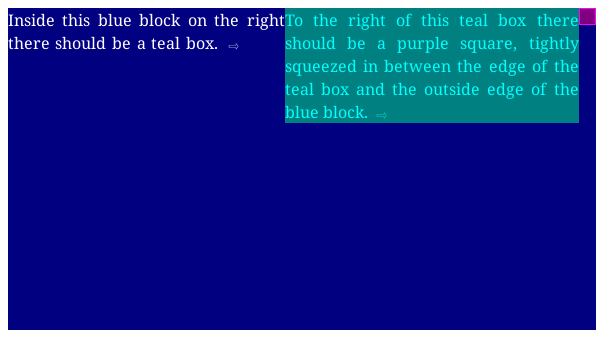 Inside this blue block on the right
there should be a teal box. ⇨
To the right of this teal box there
should be a purple square, tightly
squeezed in between the edge of the
teal box and the outside edge of the
blue block. ⇨